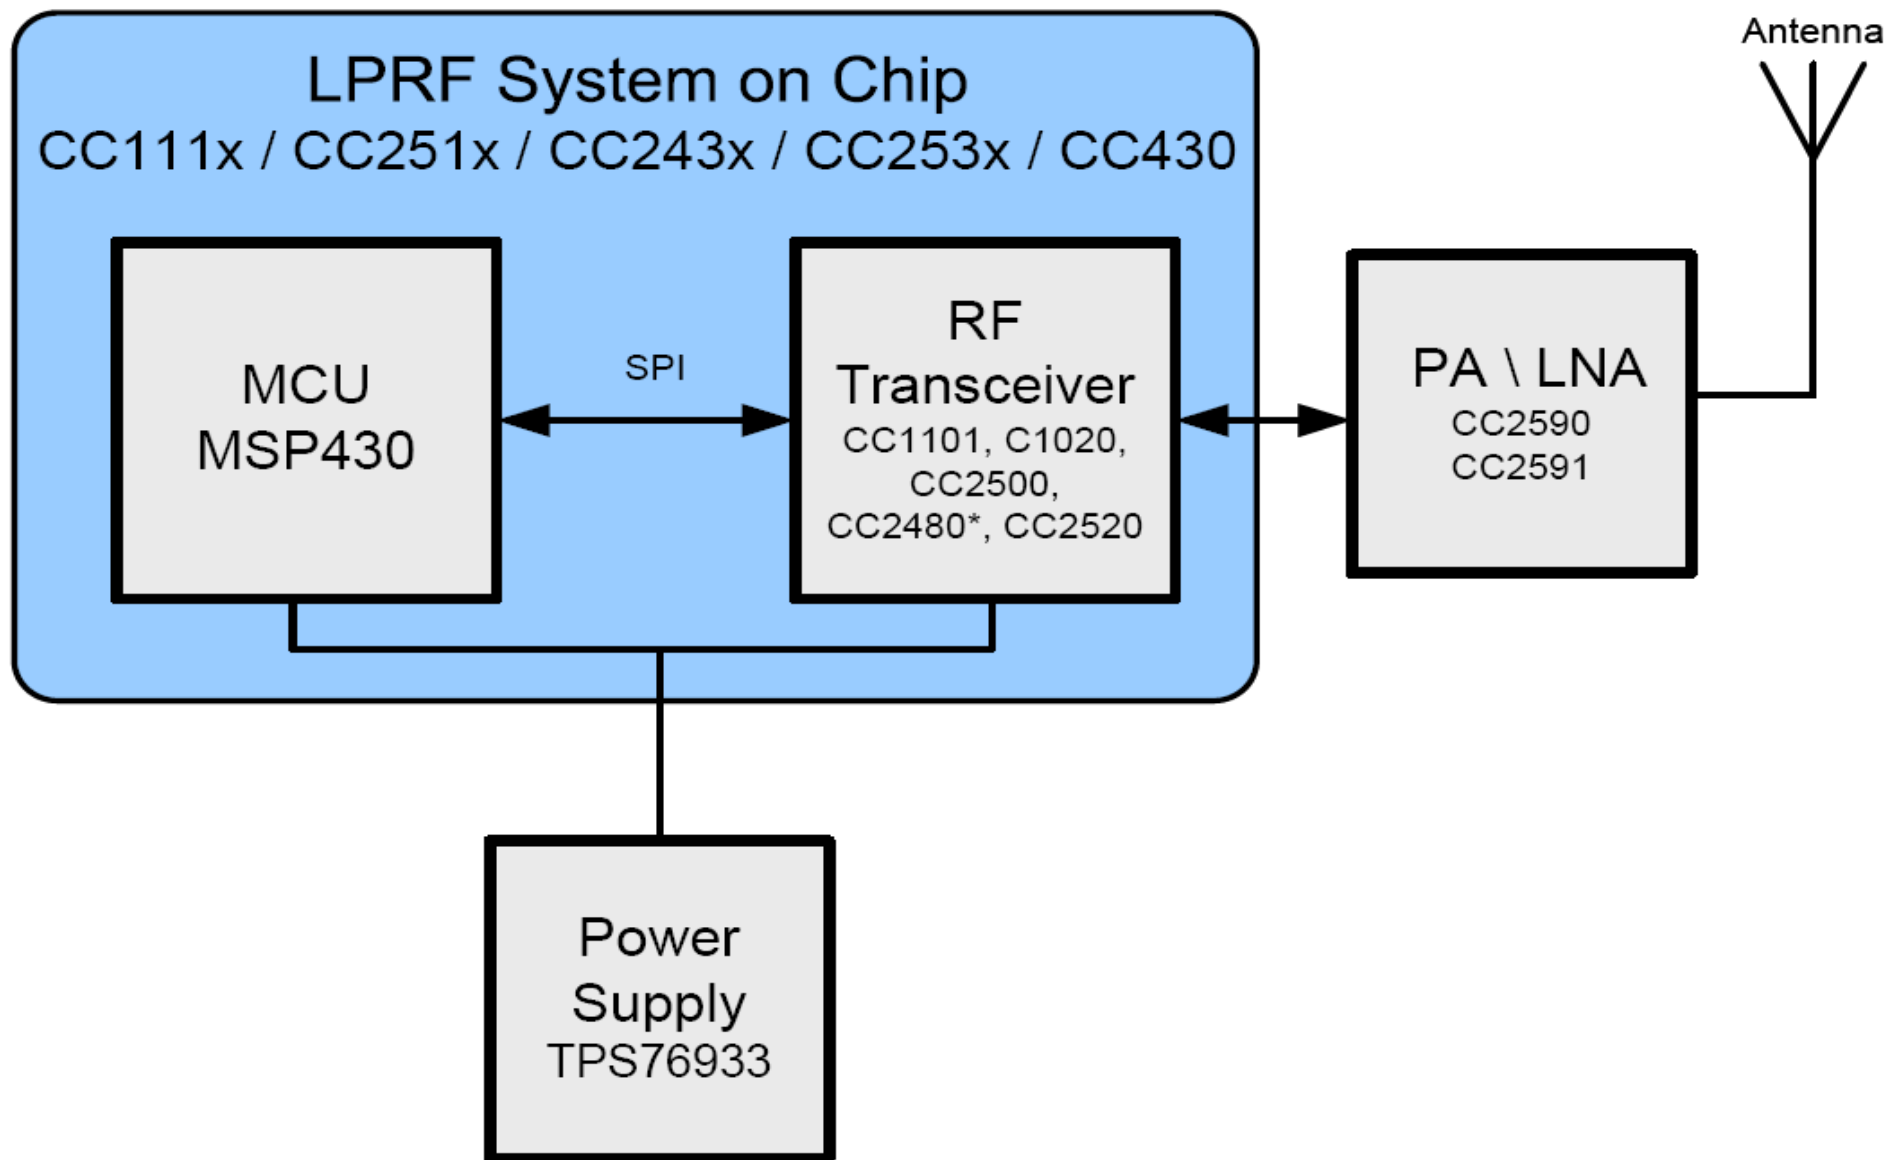 Antenna
LPRF System on Chip
CC111x / CC251x / CC243x / CC253x / CC430
MCU
MSP430
SPI
RF
Transceiver
CC1101, C1020,
CC2500,
CC2480*, CC2520
PA \ LNA
CC2590
CC2591
Power
Supply
TPS76933